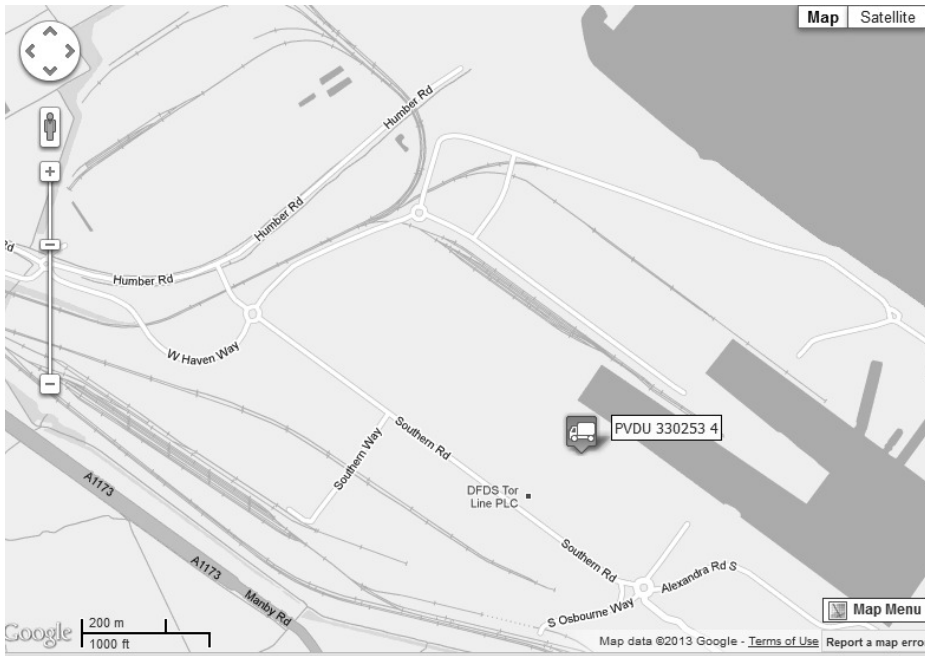 Map Satellite
Humber Rd
Humber Rd
Rd
Humber Rd
W Haven Way
Southern Rd
Southern Way
PVDU 330253 4
DFDS Tor
Line PLC
A1173
Southern Rd
A1173
Manby Rd
Alexandra Rd S
S Osbourne Way
Map Menu
200 m
1000 ft
Google
Map data ©2013 Google - Terms of Use
Report a map error